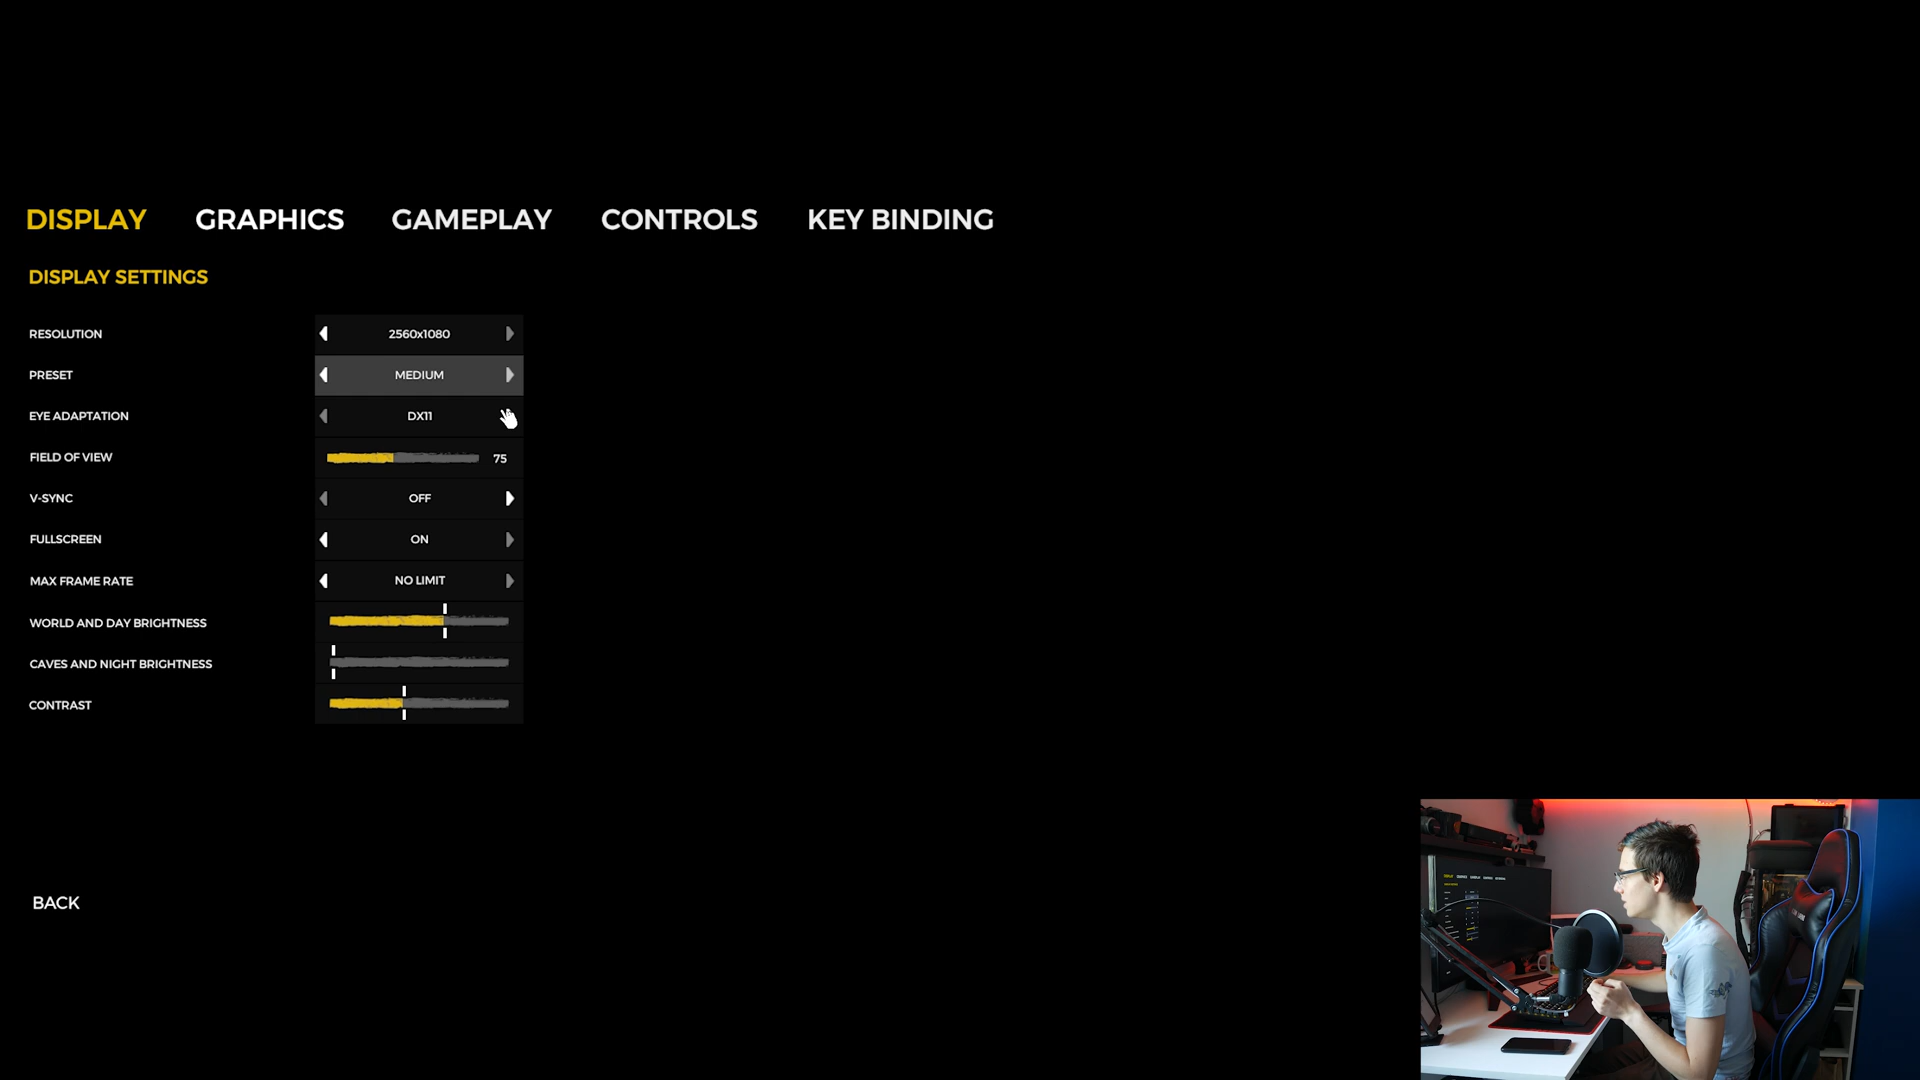 DISPLAY GRAPHICS GAMEPLAY CONTROLS KEY BINDING
DISPLAY SETTINGS
RESOLUTION 2560x1080
PRESET MEDIUM
EYE ADAPTATION DX11
FIELD OF VIEW 75
V-SYNC OFF
FULLSCREEN ON
MAX FRAME RATE NO LIMIT
WORLD AND DAY BRIGHTNESS
CAVES AND NIGHT BRIGHTNESS
CONTRAST
BACK